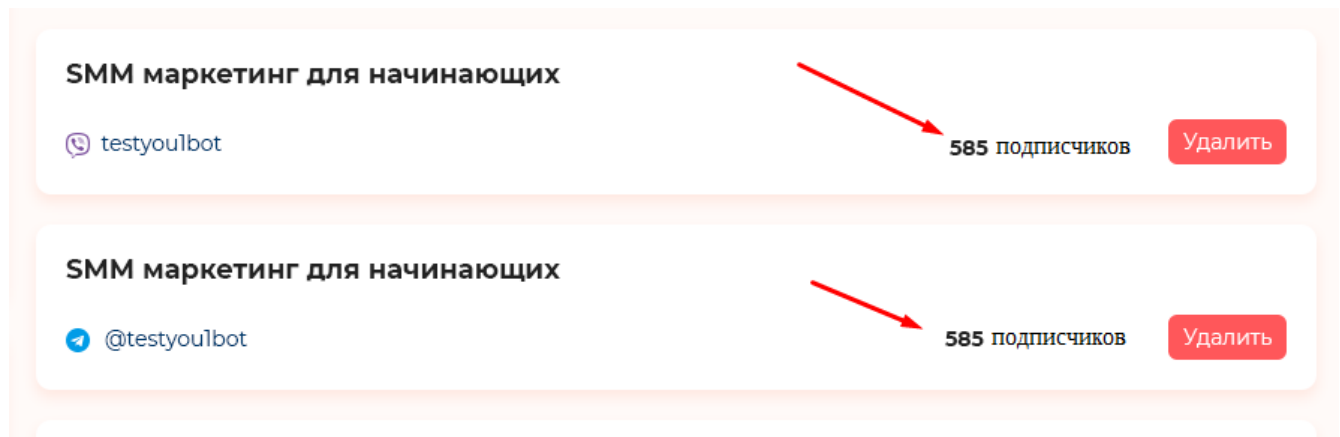 SMM маркетинг для начинающих
testyou1bot
585 подписчиков
Удалить
SMM маркетинг для начинающих
@testyou1bot
585 подписчиков
Удалить